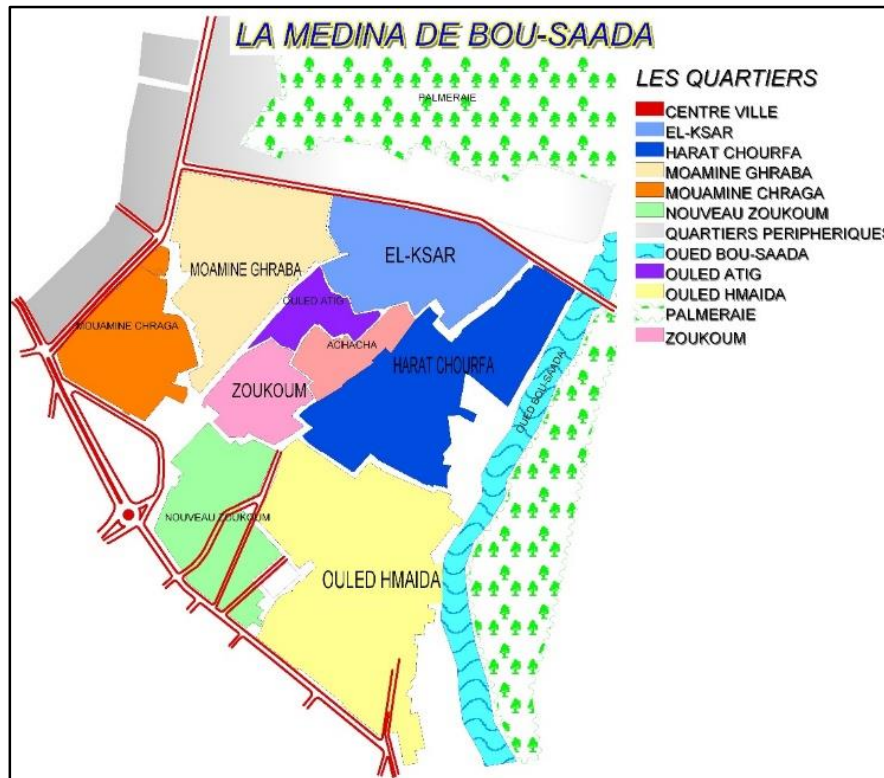 LA MEDINA DE BOU-SAADA
PALMERAIE
LES QUARTIERS
CENTRE VILLE
EL-KSAR
HARAT CHOURFA
MOAMINE GHRABA
MOUAMINE CHRAGA
NOUVEAU ZOUKOUM
QUARTIERS PERIPHERIQUES
OUED BOU-SAADA
OULED ATIG
OULED HMAIDA
PALMERAIE
ZOUKOUM
EL-KSAR
MOAMINE GHRABA
OULED ATIG
MOUAMINE CHRAGA
ACHACHA
HARAT CHOURFA
ZOUKOUM
OUED BOU-SAADA
NOUVEAU ZOUKOUM
OULED HMAIDA